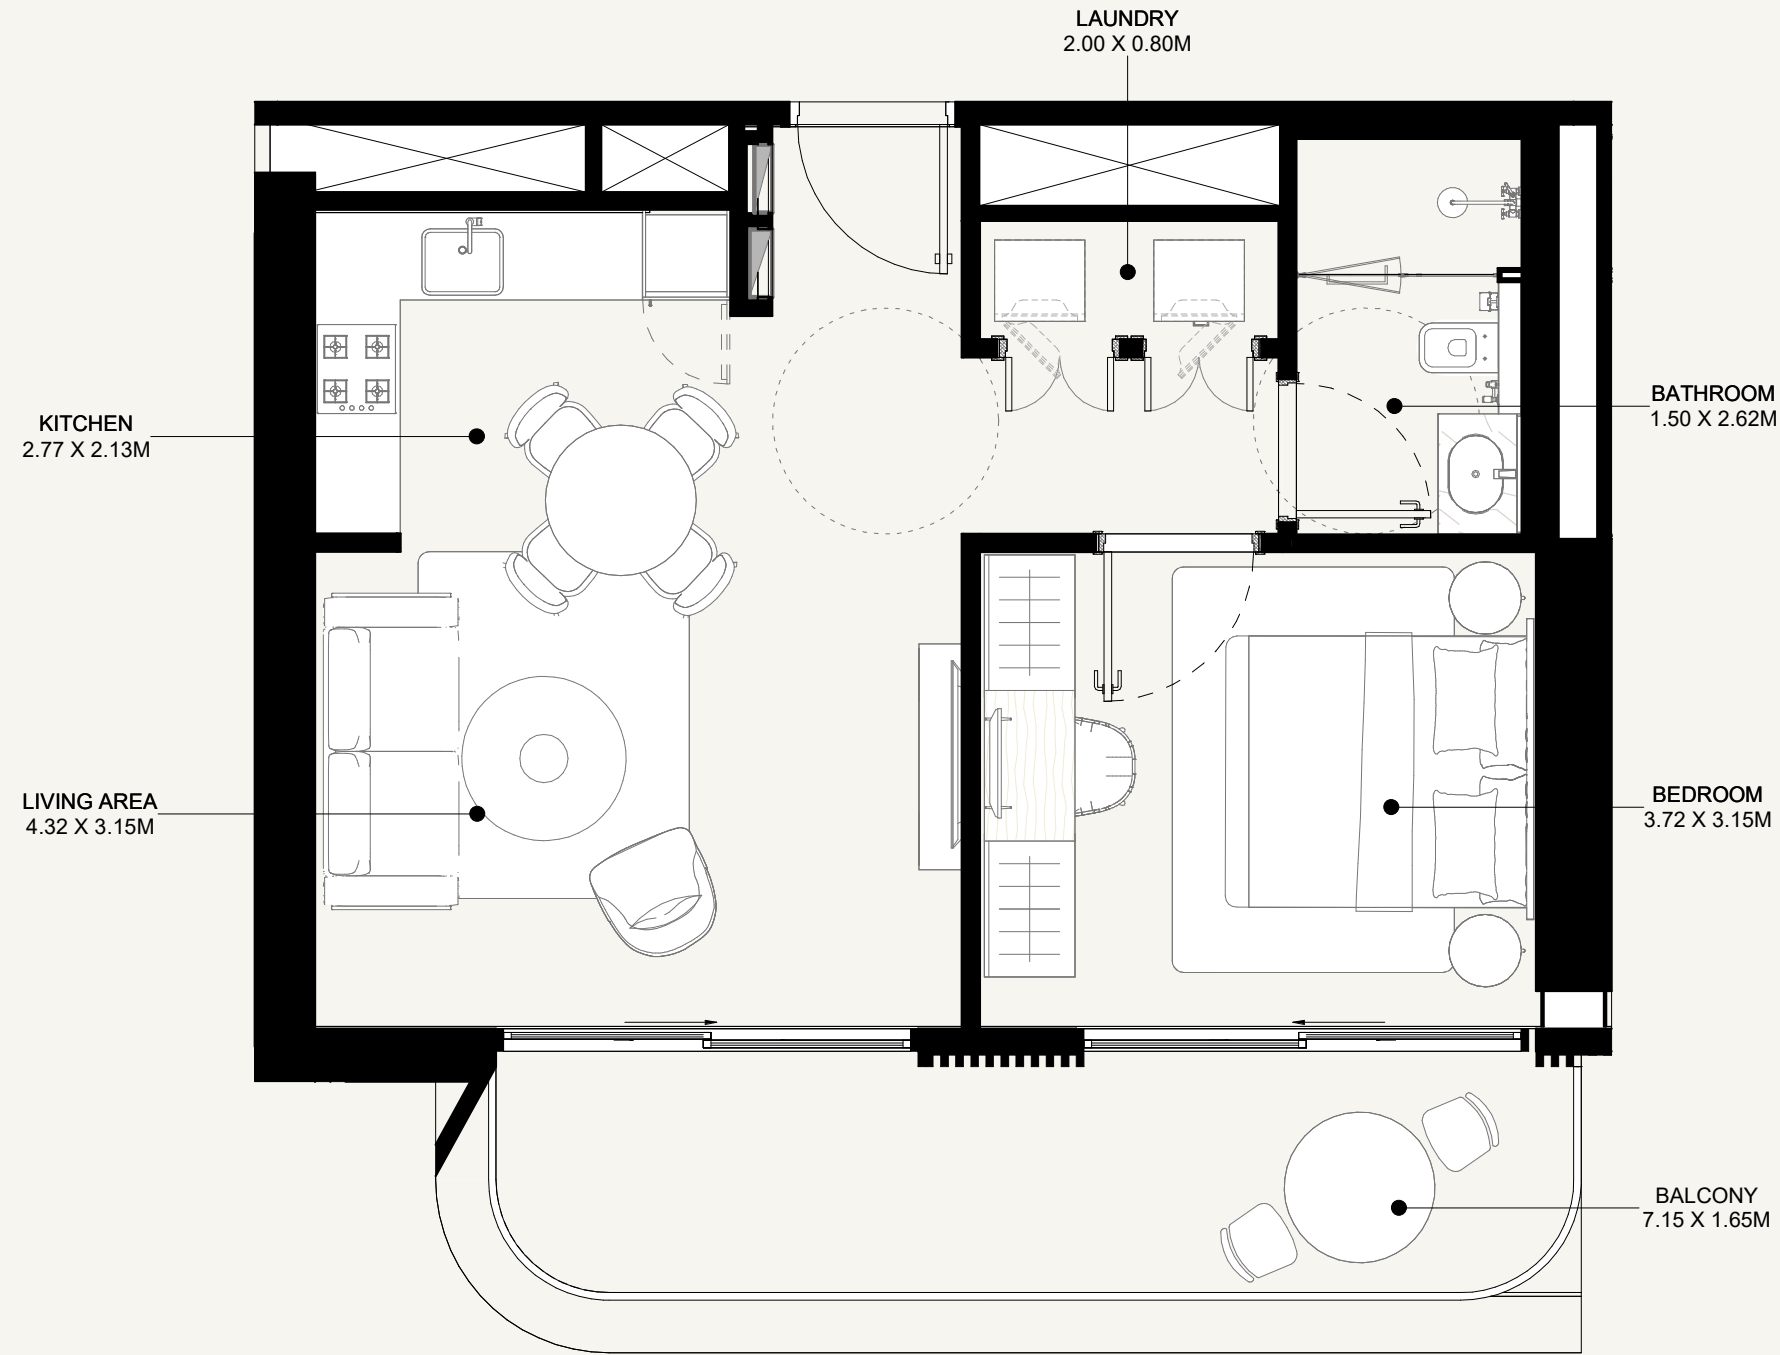 LAUNDRY
2.00 X 0.80M
KITCHEN
2.77 X 2.13M
BATHROOM
1.50 X 2.62M
LIVING AREA
4.32 X 3.15M
BEDROOM
3.72 X 3.15M
BALCONY
7.15 X 1.65M